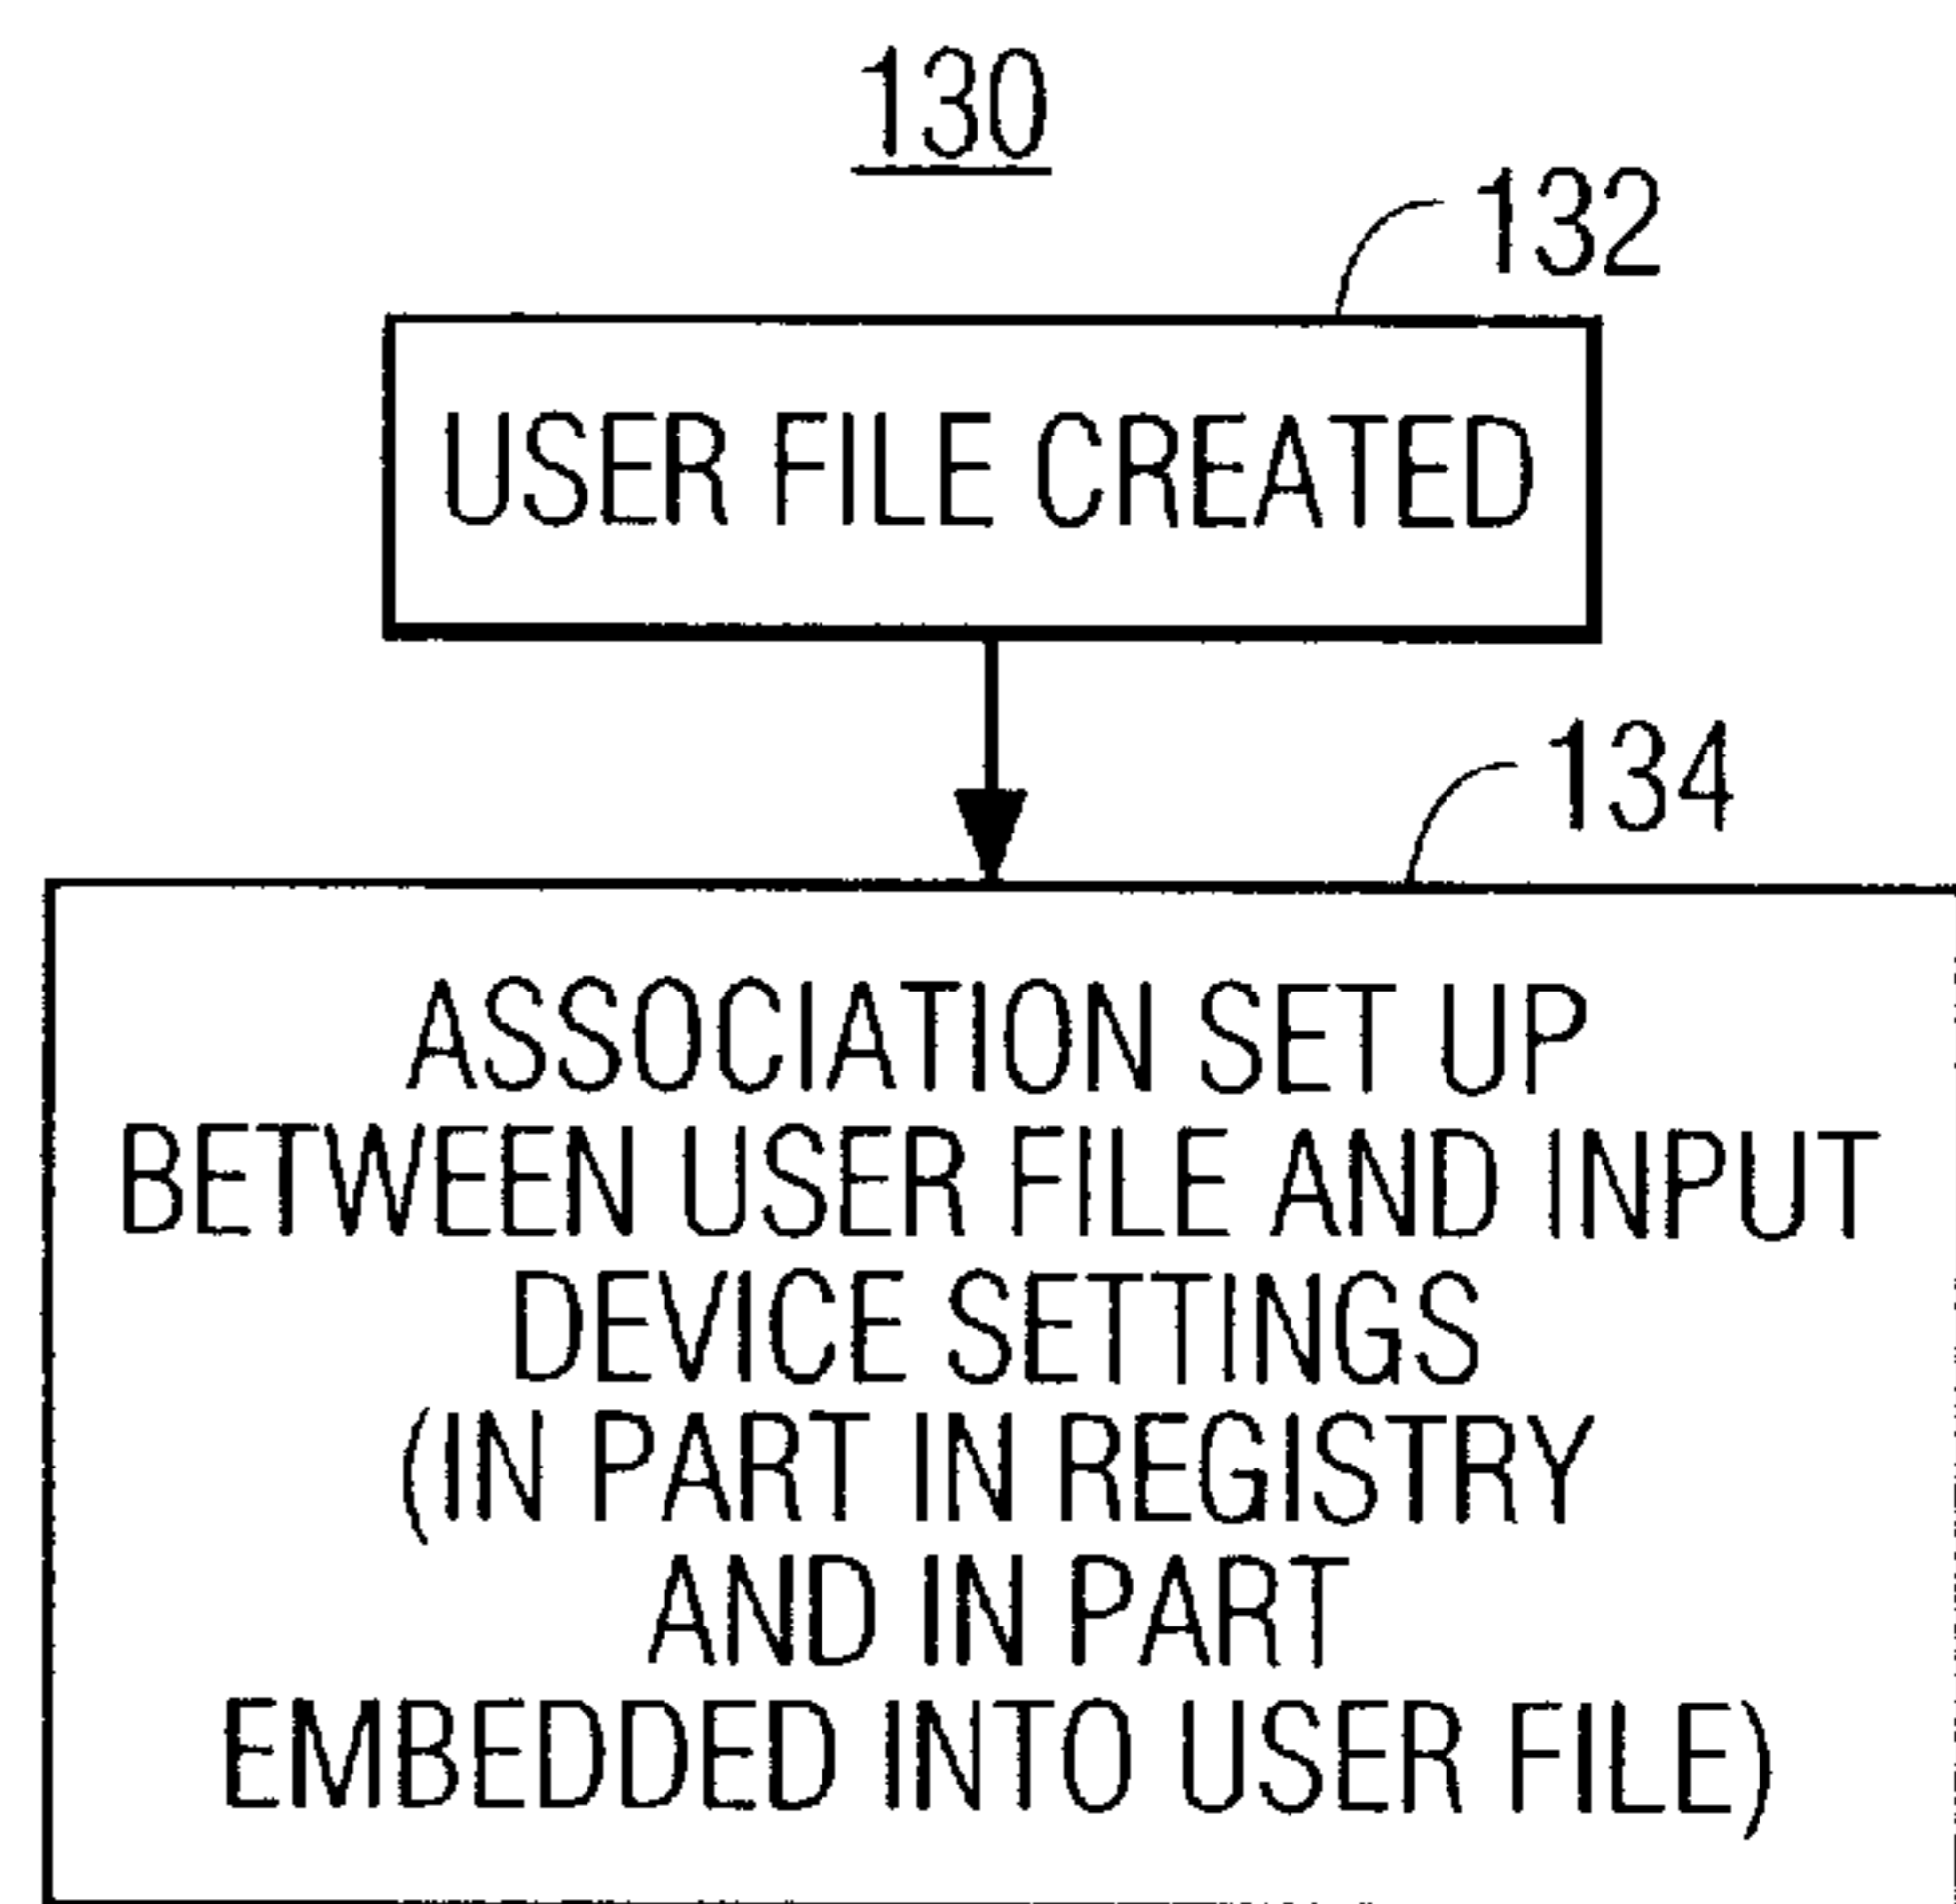 130
132
USER FILE CREATED
134
ASSOCIATION SET UP
BETWEEN USER FILE AND INPUT
DEVICE SETTINGS
(IN PART IN REGISTRY
AND IN PART
EMBEDDED INTO USER FILE)